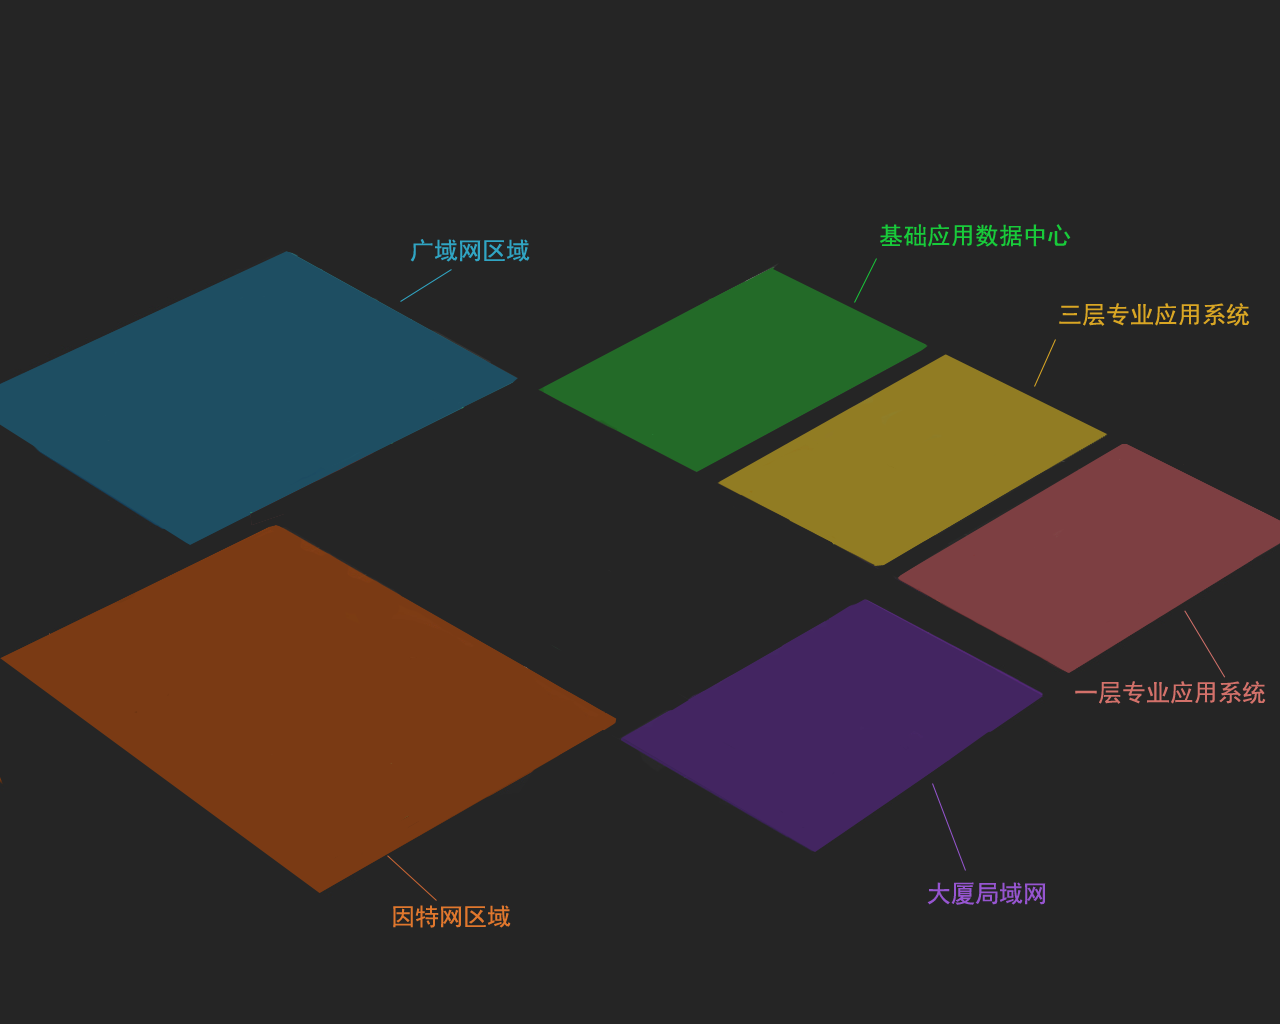 基础应用数据中心
广域网区域
三层专业应用系统
一层专业应用系统
大厦局域网
因特网区域